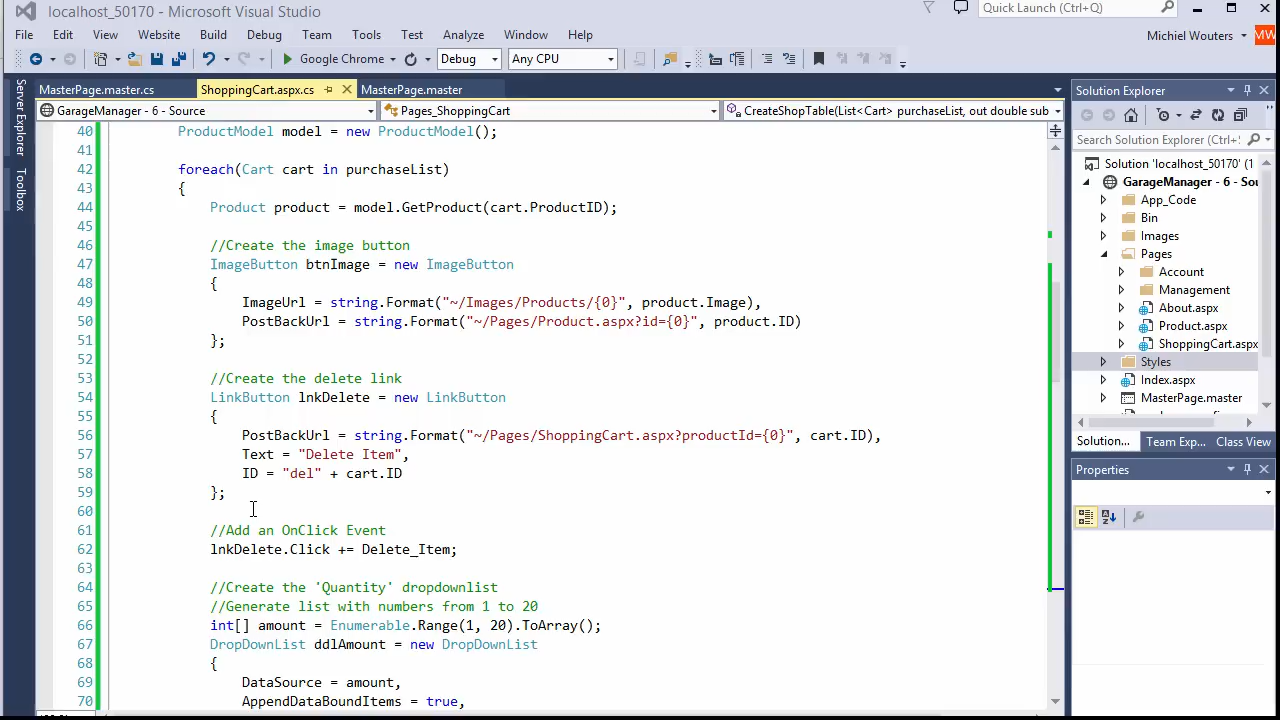 localhost_50170 - Microsoft Visual Studio
Quick Launch (Ctrl+Q)
File Edit View Website Build Debug Team Tools Test Analyze Window Help
Michiel Wouters MW
Google Chrome Debug Any CPU
Server Explorer
Toolbox
MasterPage.master.cs ShoppingCart.aspx.cs MasterPage.master
GarageManager - 6 - Source Pages_ShoppingCart CreateShopTable(List<Cart> purchaseList, out double sub
40 ProductModel model = new ProductModel();
41
42 foreach(Cart cart in purchaseList)
43 {
44 Product product = model.GetProduct(cart.ProductID);
45
46 //Create the image button
47 ImageButton btnImage = new ImageButton
48 {
49 ImageUrl = string.Format("~/Images/Products/{0}", product.Image),
50 PostBackUrl = string.Format("~/Pages/Product.aspx?id={0}", product.ID)
51 };
52
53 //Create the delete link
54 LinkButton lnkDelete = new LinkButton
55 {
56 PostBackUrl = string.Format("~/Pages/ShoppingCart.aspx?productId={0}", cart.ID),
57 Text = "Delete Item",
58 ID = "del" + cart.ID
59 };
60
61 //Add an OnClick Event
62 lnkDelete.Click += Delete_Item;
63
64 //Create the 'Quantity' dropdownlist
65 //Generate list with numbers from 1 to 20
66 int[] amount = Enumerable.Range(1, 20).ToArray();
67 DropDownList ddlAmount = new DropDownList
68 {
69 DataSource = amount,
70 AppendDataBoundItems = true,
Solution Explorer
Search Solution Explorer (Ctrl+
Solution 'localhost_50170' (1
GarageManager - 6 - Sou
App_Code
Bin
Images
Pages
Account
Management
About.aspx
Product.aspx
ShoppingCart.aspx
Styles
Index.aspx
MasterPage.master
Solution... Team Exp... Class View
Properties